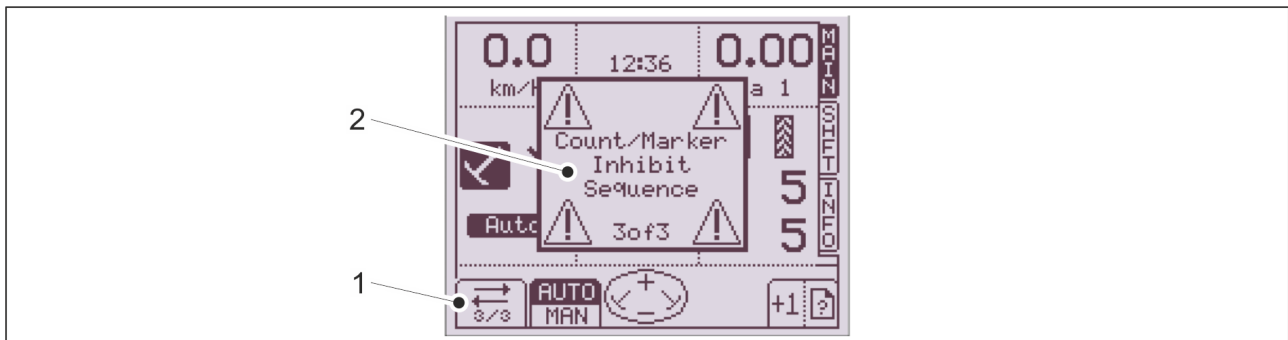 0.0
12:36
0.00
km/h
a 1
MAIN
SHFT
INFO
2
Count/Marker
Inhibit
Sequence
3of3
5
5
Auto
1
3/3
AUTO
MAN
+
-
+1
?